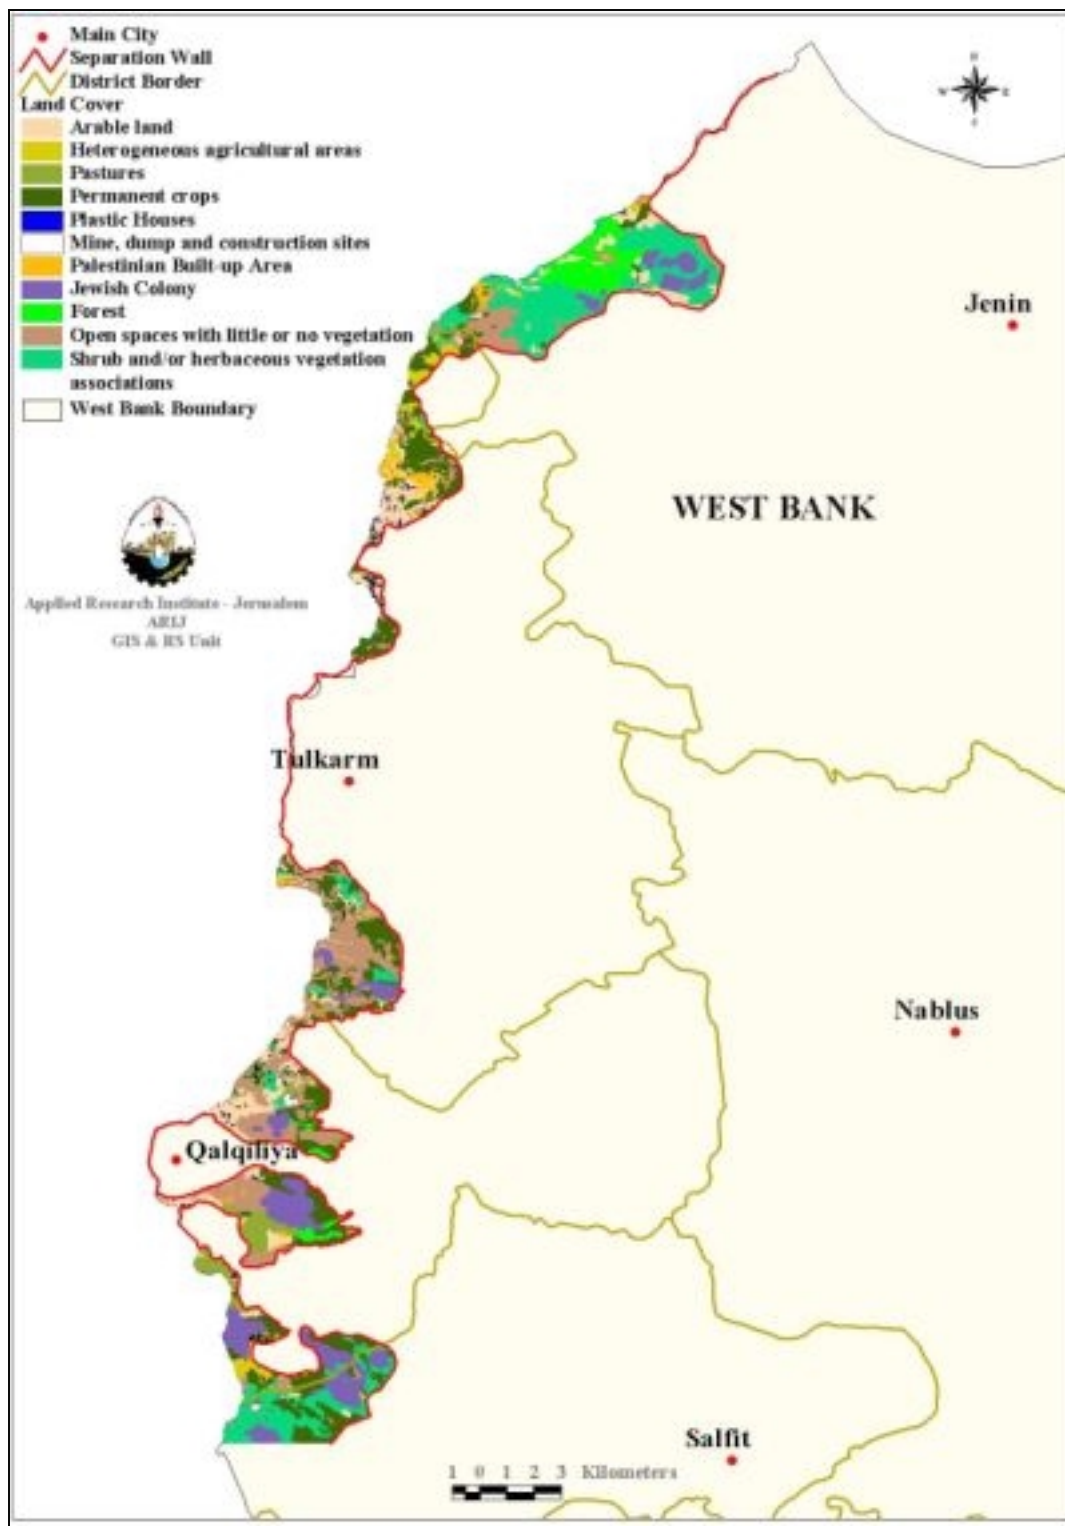 Main City
Separation Wall
District Border
Land Cover
Arable land
Heterogeneous agricultural areas
Pastures
Permanent crops
Plastic Houses
Mine, dump and construction sites
Palestinian Built-up Area
Jewish Colony
Forest
Open spaces with little or no vegetation
Shrub and/or herbaceous vegetation
associations
West Bank Boundary
N
W E
S
Jenin
WEST BANK
Applied Research Institute - Jerusalem
ARIJ
GIS & RS Unit
Tulkarm
Nablus
Qalqiliya
Salfit
1 0 1 2 3 Kilometers